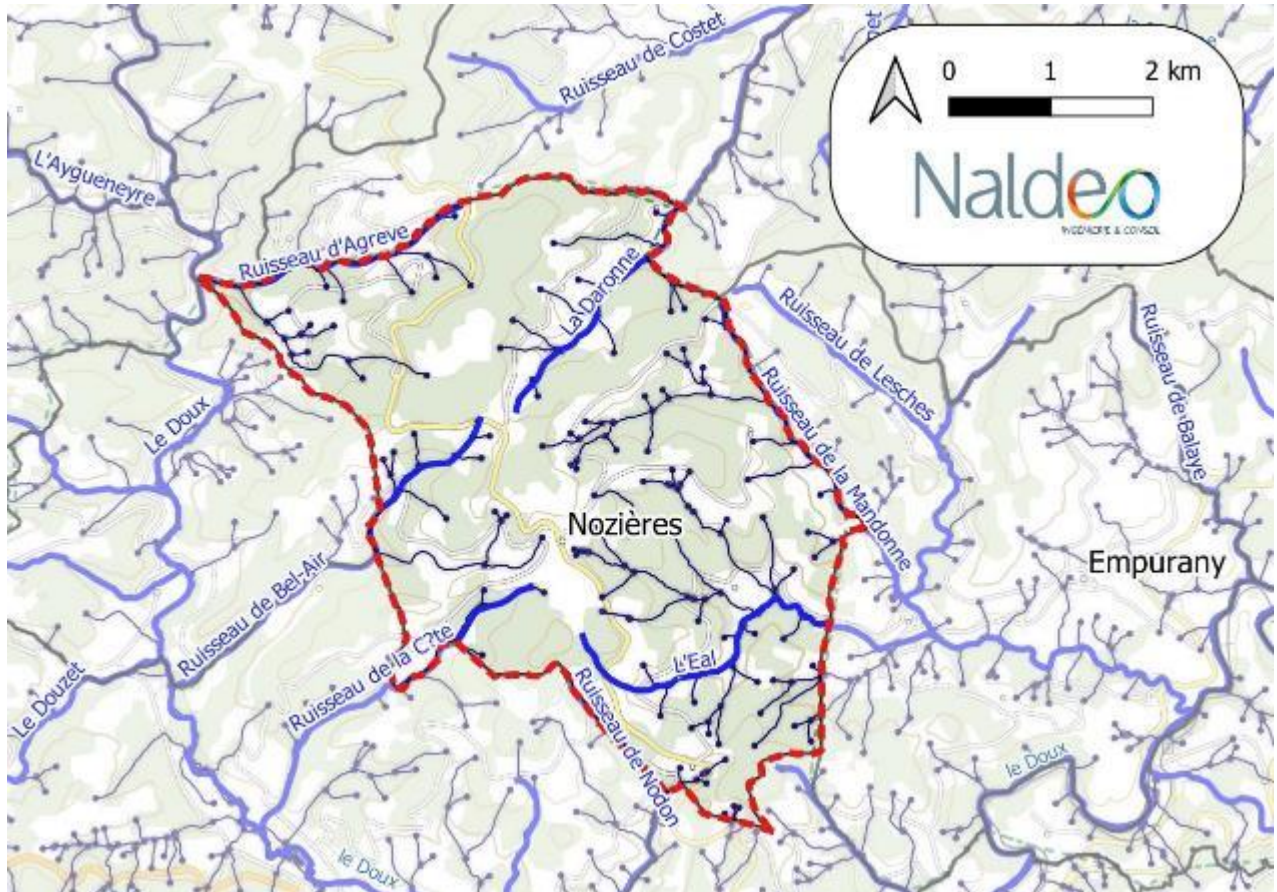 Ruisseau de Costet
0 1 2 km
L'Aygueneyre
Naldeo
INGÉNIERIE & CONSEIL
Ruisseau d'Agreve
La Daronne
Ruisseau de Lesches
Ruisseau de Balaye
Le Doux
Ruisseau de la Mandonne
Nozières
Empurany
Ruisseau de Bel-Air
L'Eal
Ruisseau de la C?te
Le Douzet
Ruisseau de Nodon
le Doux
le Doux